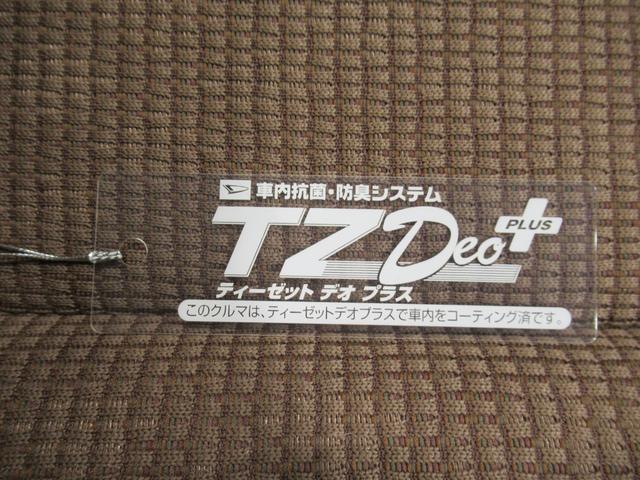 車内抗菌・防臭システム
TZ Deo PLUS
ティーゼット デオ プラス
このクルマは、ティーゼットデオプラスで車内をコーティング済です。